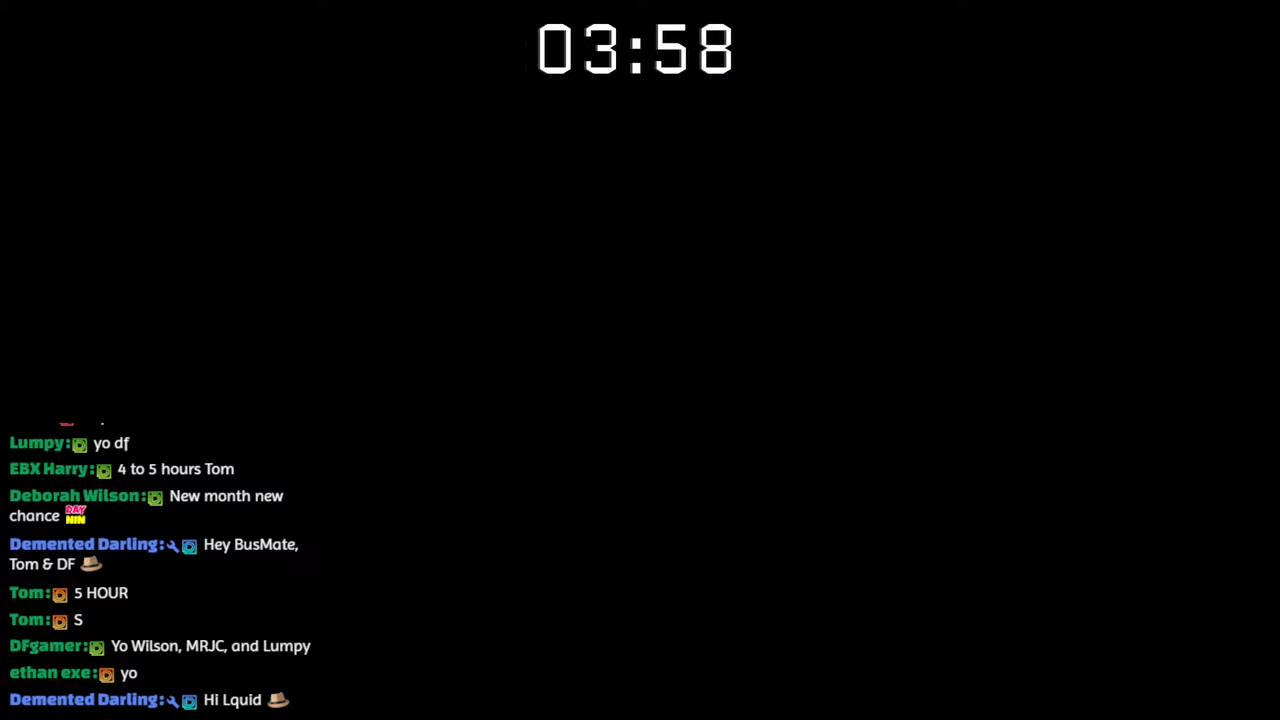 03:58
Lumpy: yo df
EBX Harry: 4 to 5 hours Tom
Deborah Wilson: New month new
chance DAY NIN
Demented Darling: Hey BusMate,
Tom & DF
Tom: 5 HOUR
Tom: S
DFgamer: Yo Wilson, MRJC, and Lumpy
ethan exe: yo
Demented Darling: Hi Lquid